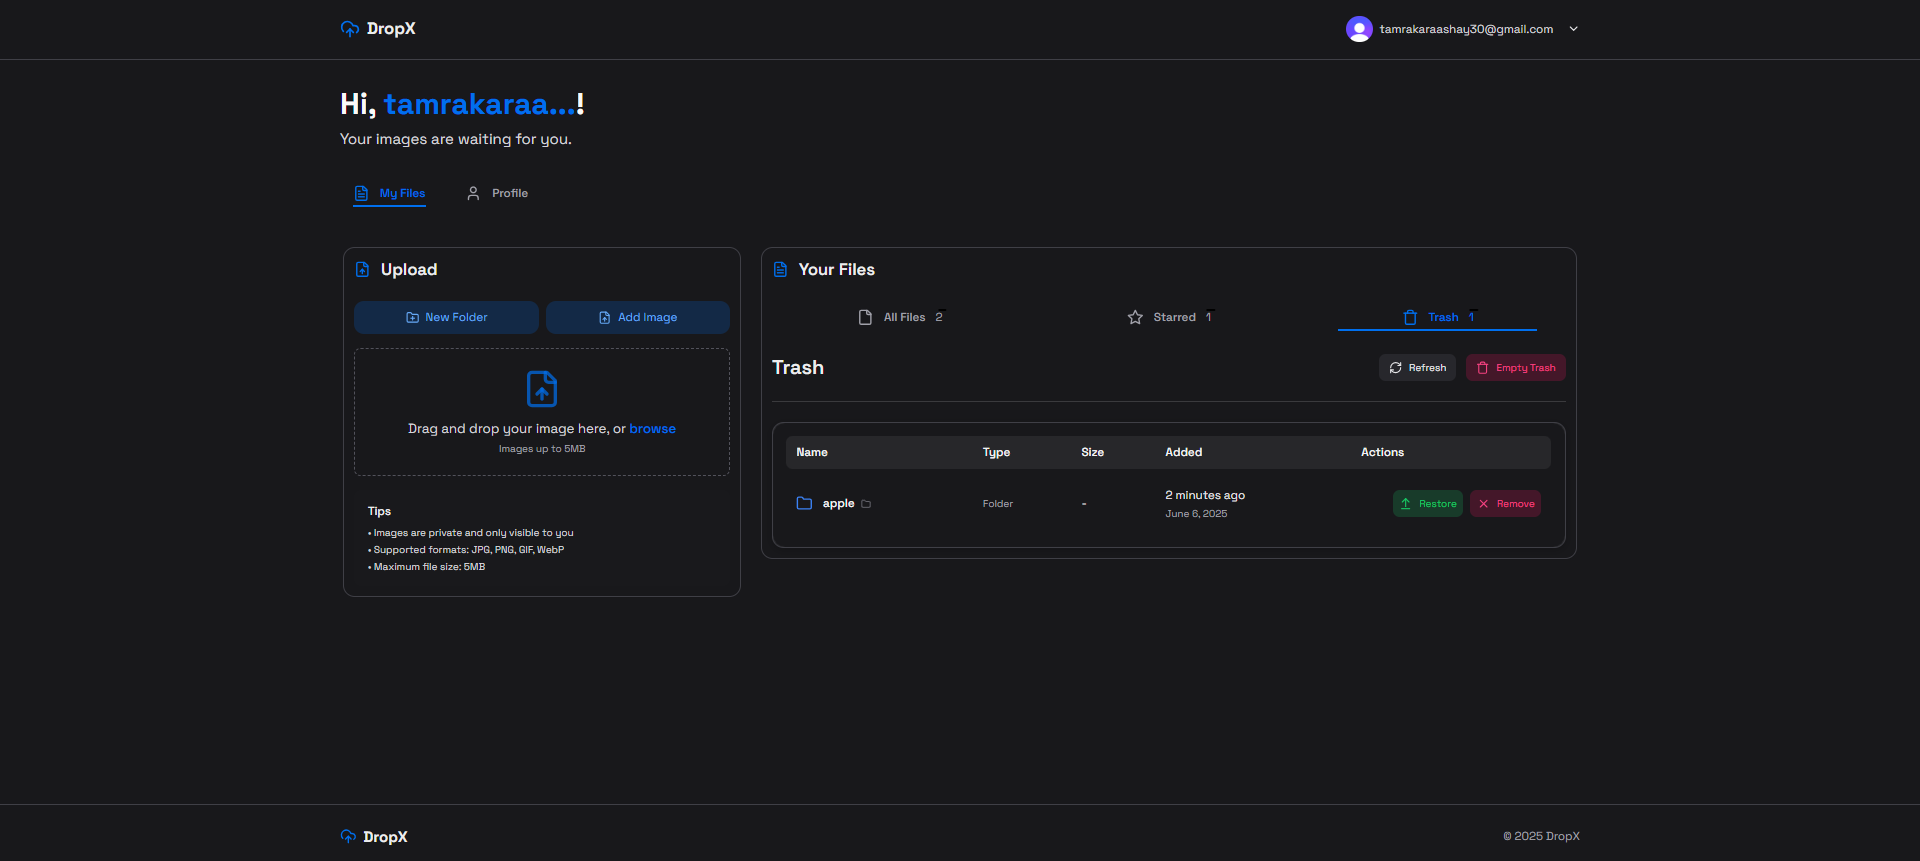 DropX
tamrakaraashay30@gmail.com
Hi, tamrakaraa...!
Your images are waiting for you.
My Files
Profile
Upload
New Folder
Add Image
Drag and drop your image here, or browse
Images up to 5MB
Tips
• Images are private and only visible to you
• Supported formats: JPG, PNG, GIF, WebP
• Maximum file size: 5MB
Your Files
All Files 2
Starred 1
Trash 1
Trash
Refresh
Empty Trash
Name Type Size Added Actions
apple Folder - 2 minutes ago Restore Remove
June 6, 2025
DropX
© 2025 DropX